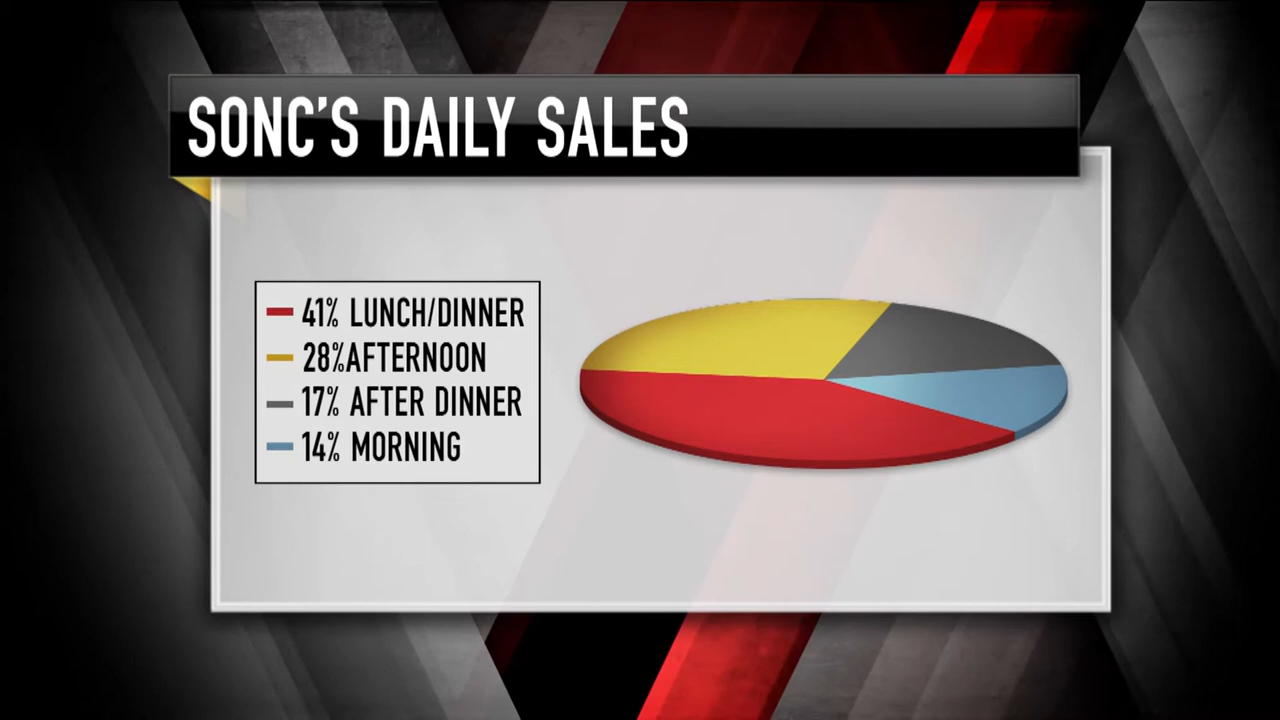 SONC'S DAILY SALES
41% LUNCH/DINNER
28%AFTERNOON
17% AFTER DINNER
14% MORNING